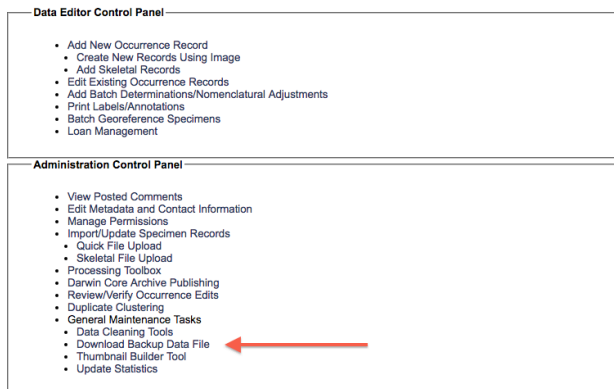 Data Editor Control Panel
Add New Occurrence Record
Create New Records Using Image
Add Skeletal Records
Edit Existing Occurrence Records
Add Batch Determinations/Nomenclatural Adjustments
Print Labels/Annotations
Batch Georeference Specimens
Loan Management
Administration Control Panel
View Posted Comments
Edit Metadata and Contact Information
Manage Permissions
Import/Update Specimen Records
Quick File Upload
Skeletal File Upload
Processing Toolbox
Darwin Core Archive Publishing
Review/Verify Occurrence Edits
Duplicate Clustering
General Maintenance Tasks
Data Cleaning Tools
Download Backup Data File
Thumbnail Builder Tool
Update Statistics